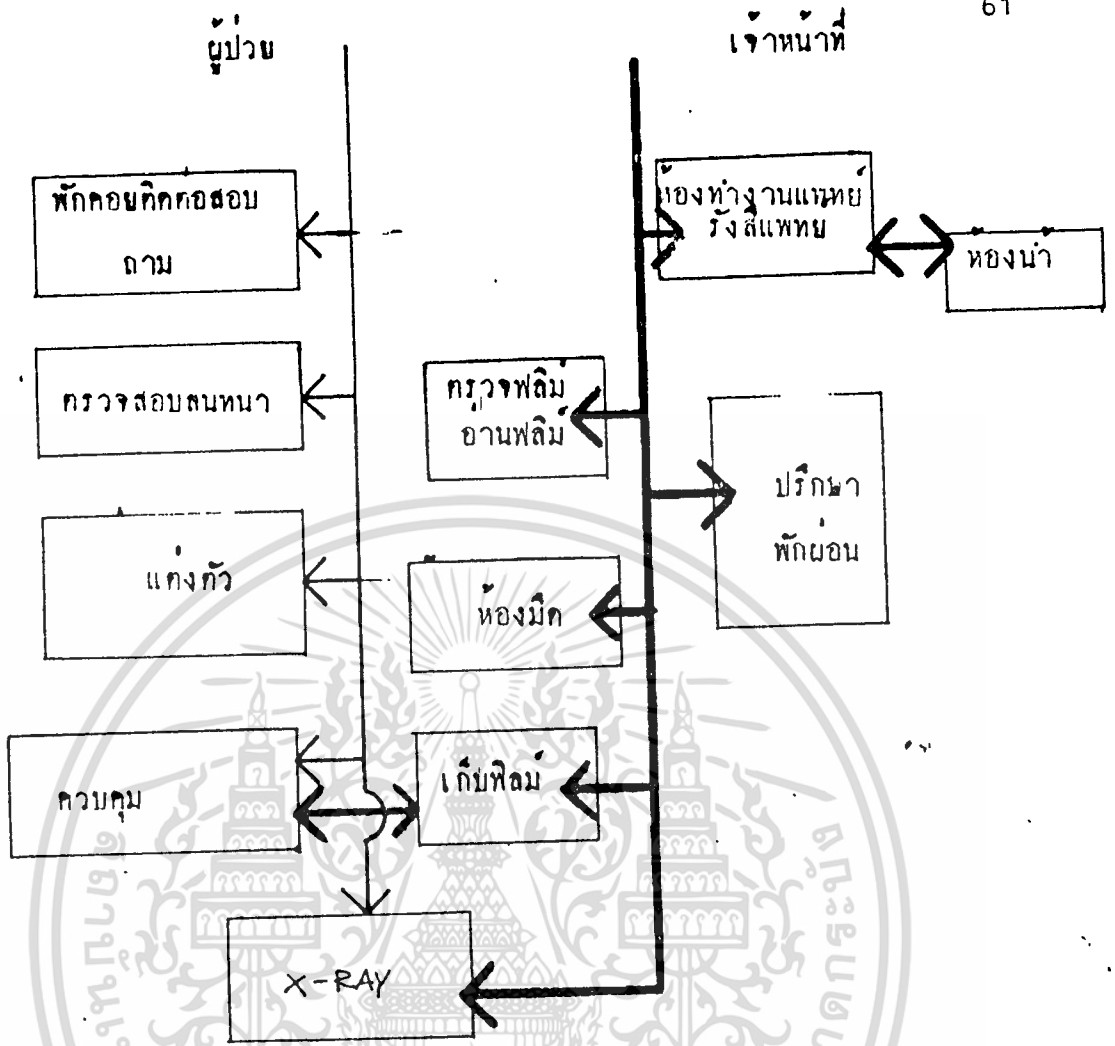 61
ผู้ป่วย
เจ้าหน้าที่
พักคอยติดตอสอบ
ถาม
ห้องทำงานแพทย์
รังสีแพทย์
ห้องน้ำ
ตรวจสอบสนทนา
ตรวจฟลิม์
อ่านฟลิม์
ปรึกษา
พักผ่อน
แต่งตัว
ห้องมืด
ควบคุม
เก็บฟิลม์
X-RAY